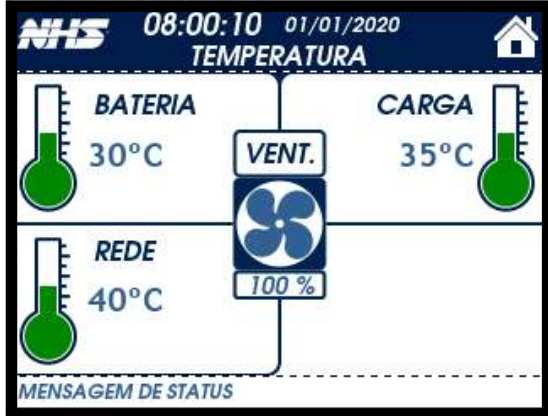 NHS 08:00:10 01/01/2020
TEMPERATURA
BATERIA
30°C
VENT.
CARGA
35°C
REDE
40°C
100 %
MENSAGEM DE STATUS